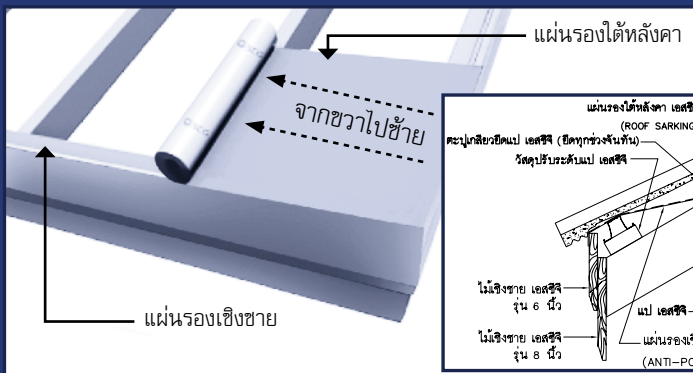 แผ่นรองใต้หลังคา
จากขวาไปซ้าย
แผ่นรองเชิงชาย
แผ่นรองใต้หลังคา
(ROOF SARKING
ตะปูเกลียวยึดแป เอสซีจี (ยึดทุกช่วงจันทัน)
วัสดุปรับระดับแป เอสซีจี
ไม้เชิงชาย เอสซีจี
รุ่น 6 นิ้ว
แป เอสซีจี
ไม้เชิงชาย เอสซีจี
รุ่น 8 นิ้ว
(ANTI-PO